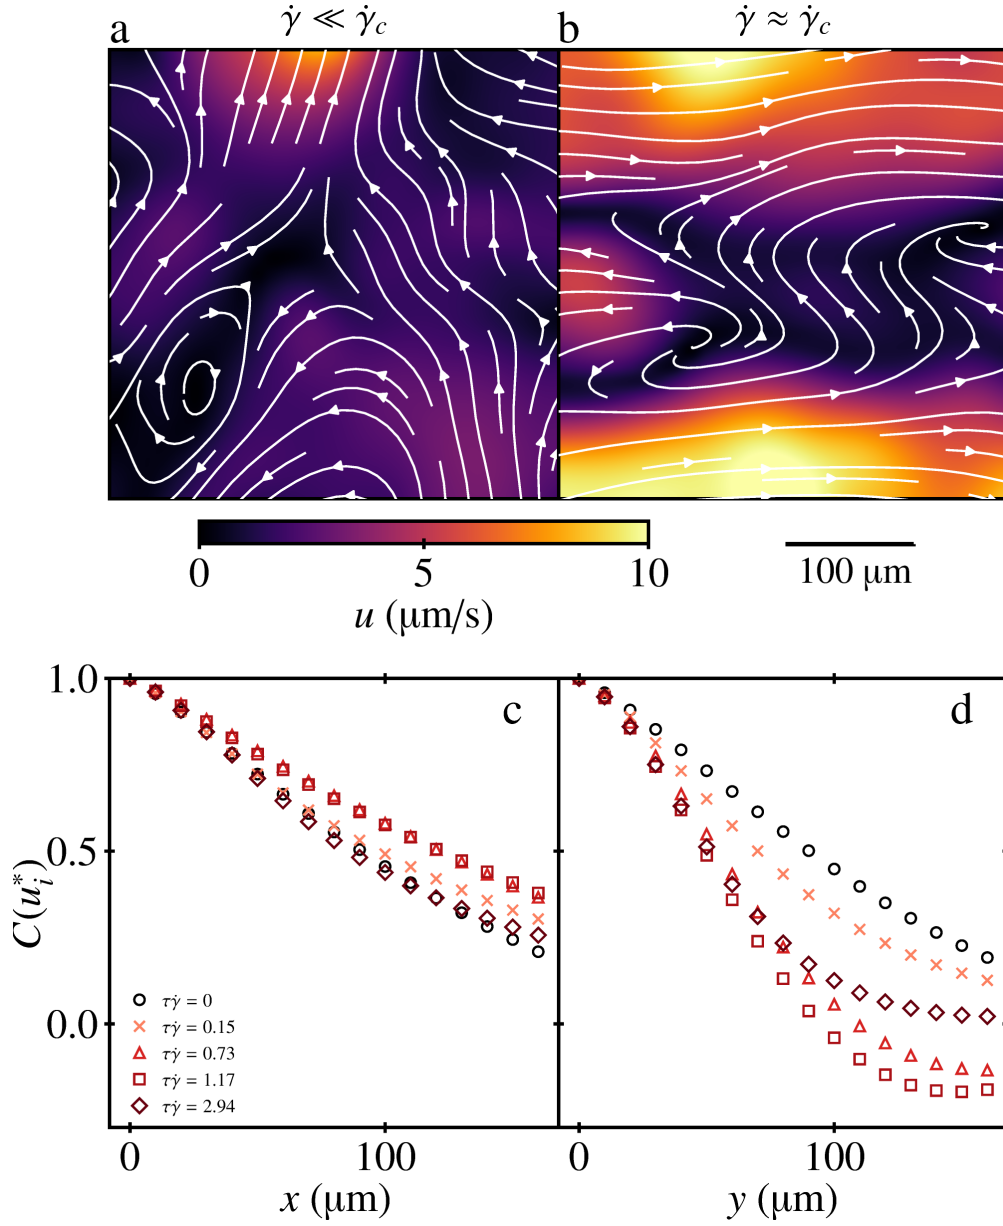 a
γ̇ ≪ γ̇c
b
γ̇ ≈ γ̇c
0
5
10
u (μm/s)
100 μm
1.0
0.5
0.0
C(u*i)
c
τγ̇ = 0
τγ̇ = 0.15
τγ̇ = 0.73
τγ̇ = 1.17
τγ̇ = 2.94
0
100
x (μm)
d
0
100
y (μm)